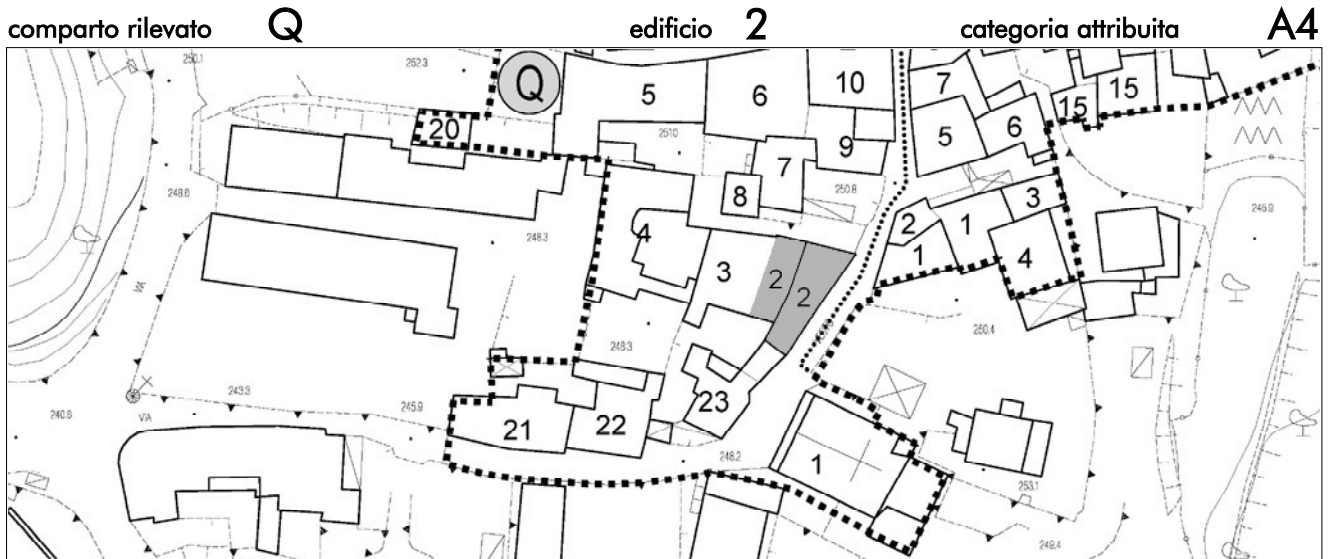 comparto rilevato Q edificio 2 categoria attribuita A4
250.1 252.3 Q 5 6 10 7 15 15
20 251.0 9 5 6
7 8 250.8 3
248.6 248.3 4 2 1 1 4 245.9
3 2 2
248.3 250.4
243.3 245.9 23
240.6 VIA 21 22
248.2 1 253.1
249.4